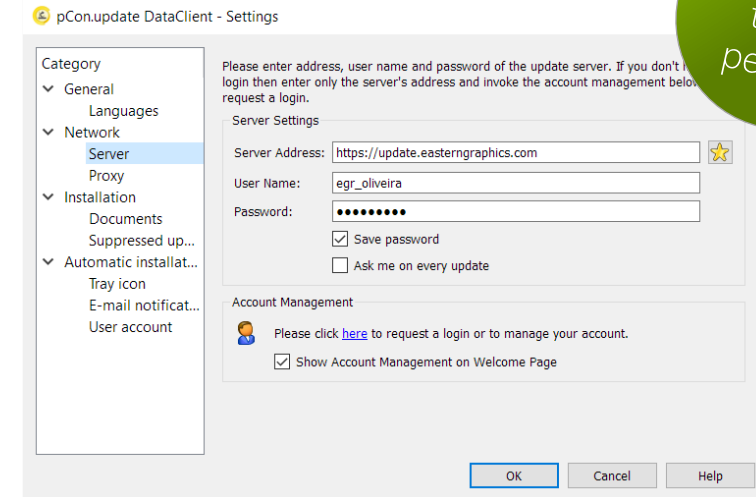 pCon.update DataClient - Settings
Category
General
Languages
Network
Server
Proxy
Installation
Documents
Suppressed up...
Automatic installat...
Tray icon
E-mail notificat...
User account
Please enter address, user name and password of the update server. If you don't
login then enter only the server's address and invoke the account management
request a login.
Server Settings
Server Address: https://update.easterngraphics.com
User Name: egr_oliveira
Password: •••••••••
Save password
Ask me on every update
Account Management
Please click here to request a login or to manage your account.
Show Account Management on Welcome Page
OK Cancel Help